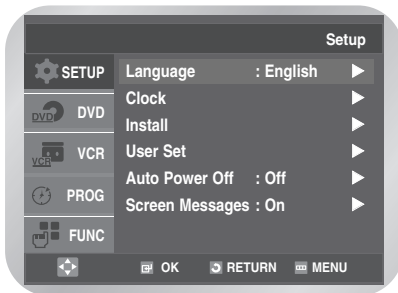 Setup
SETUP
Language : English
DVD DVD
Clock
Install
VCR VCR
User Set
Auto Power Off : Off
PROG
Screen Messages : On
FUNC
OK RETURN MENU